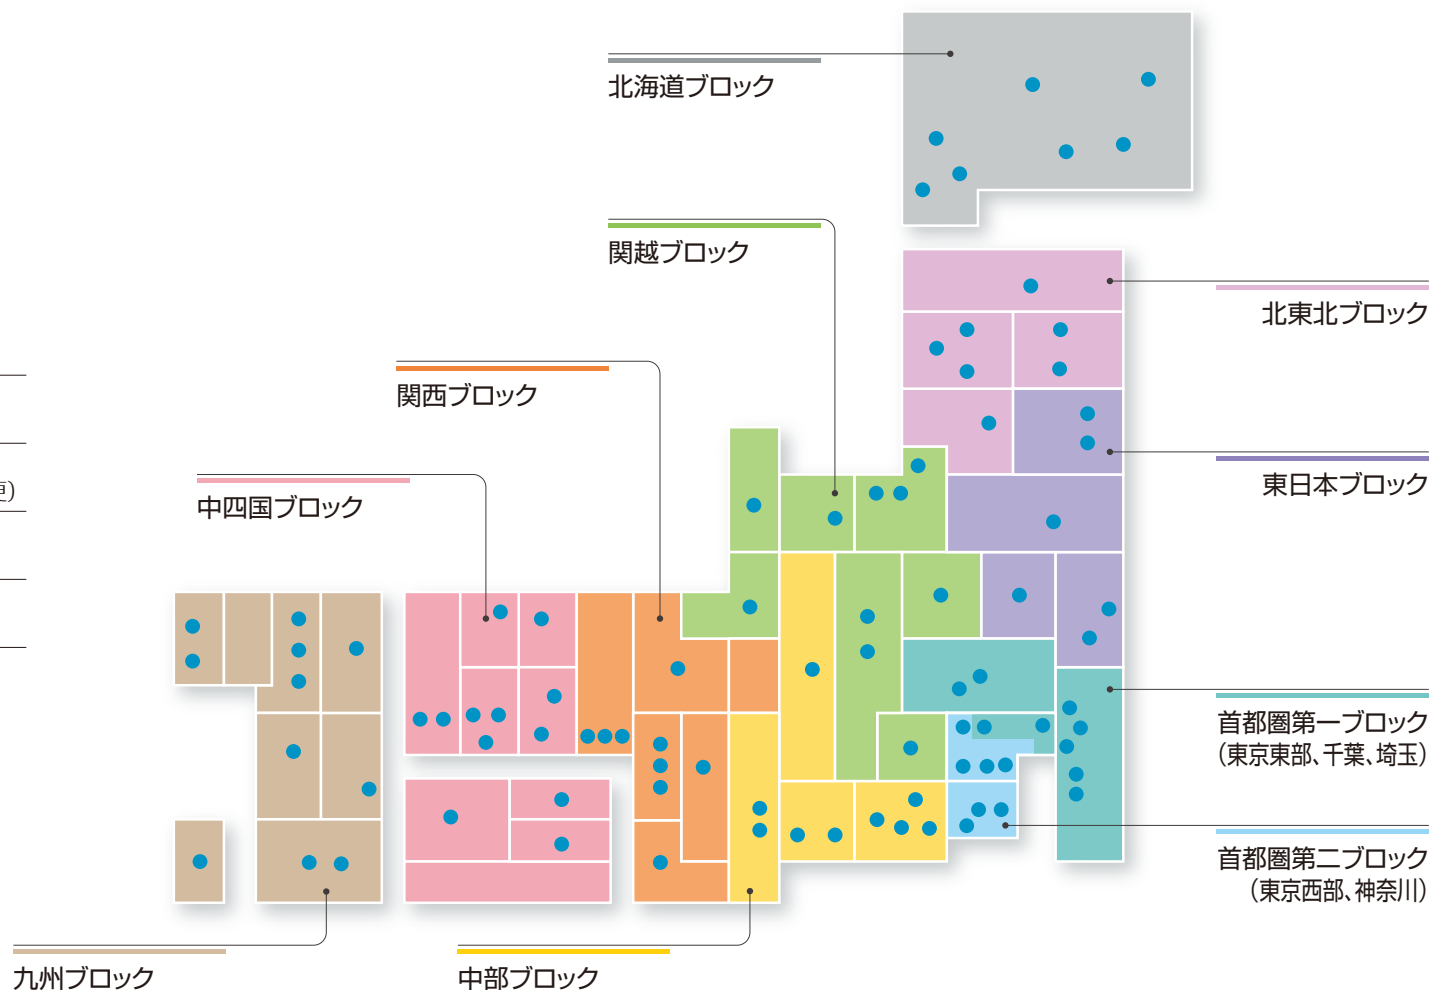 北海道ブロック
関越ブロック
北東北ブロック
関西ブロック
東日本ブロック
中四国ブロック
首都圏第一ブロック
(東京東部、千葉、埼玉)
首都圏第二ブロック
(東京西部、神奈川)
九州ブロック
中部ブロック